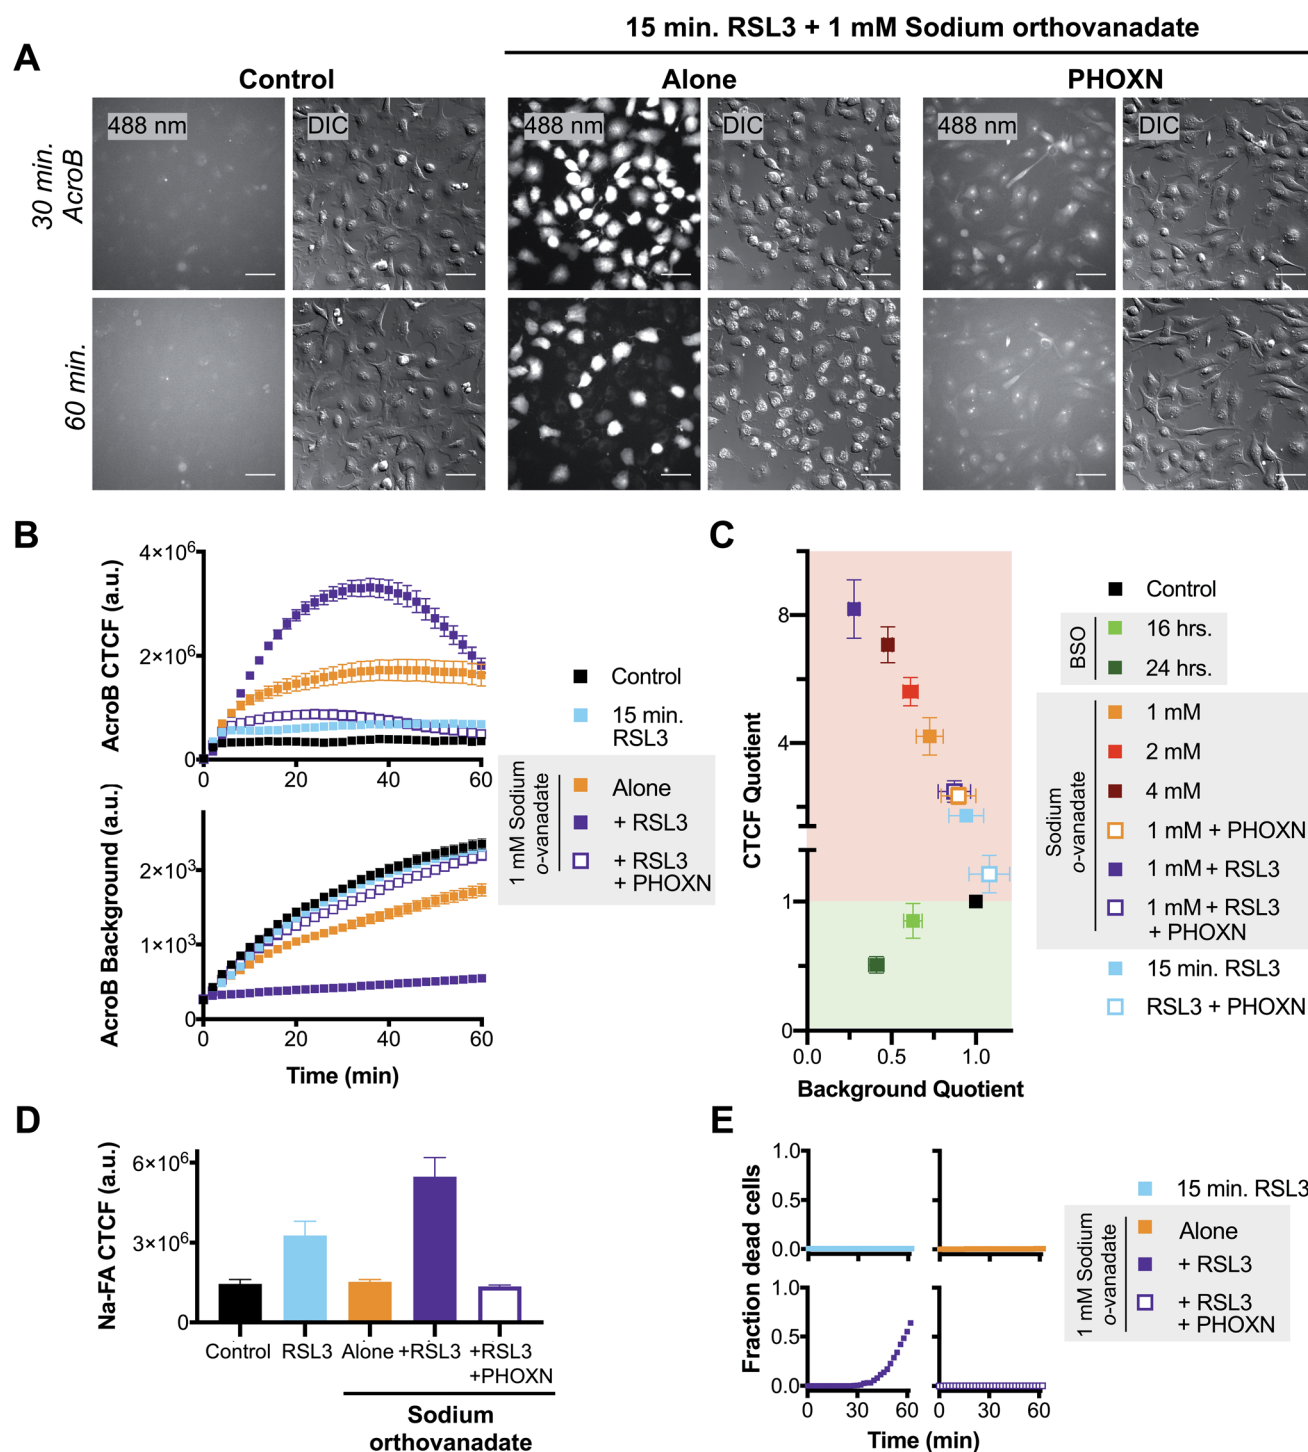 15 min. RSL3 + 1 mM Sodium orthovanadate
A
Control
Alone
PHOXN
488 nm
DIC
488 nm
DIC
488 nm
DIC
30 min.
AcroB
60 min.
B
AcroB CTCF (a.u.)
4×10⁶
2×10⁶
0
0
20
40
60
AcroB Background (a.u.)
2×10³
1×10³
0
0
20
40
60
Time (min)
Control
15 min.
RSL3
1 mM Sodium
o-vanadate
Alone
+ RSL3
+ RSL3
+ PHOXN
C
CTCF Quotient
8
4
1
0
0.0
0.5
1.0
Background Quotient
Control
BSO
16 hrs.
24 hrs.
Sodium
o-vanadate
1 mM
2 mM
4 mM
1 mM + PHOXN
1 mM + RSL3
1 mM + RSL3
+ PHOXN
15 min. RSL3
RSL3 + PHOXN
D
Na-FA CTCF (a.u.)
6×10⁶
3×10⁶
0
Control
RSL3
Alone
+RSL3
+RSL3
+PHOXN
Sodium
orthovanadate
E
Fraction dead cells
1.0
0.5
0.0
1.0
0.5
0.0
0
30
60
0
30
60
Time (min)
15 min. RSL3
1 mM Sodium
o-vanadate
Alone
+ RSL3
+ RSL3
+ PHOXN